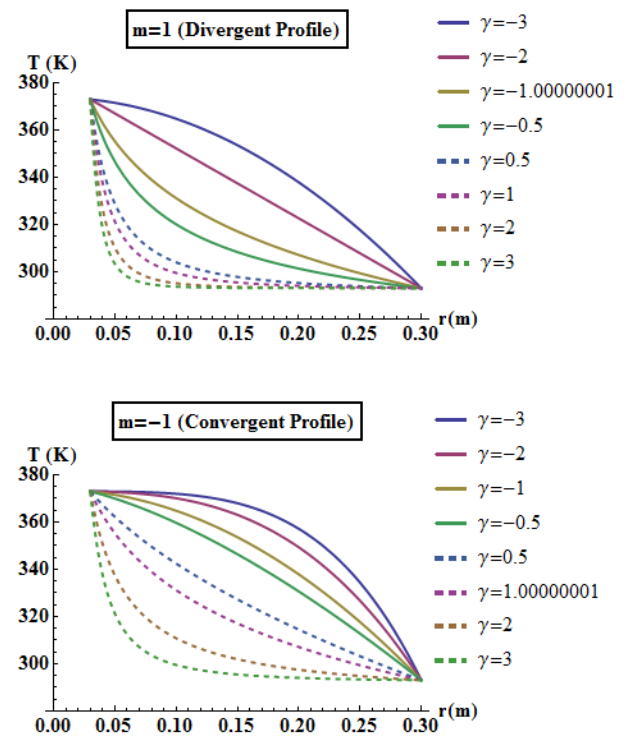 m=1 (Divergent Profile)
T (K)
380
360
340
320
300
0.00 0.05 0.10 0.15 0.20 0.25 0.30 r(m)
γ=−3
γ=−2
γ=−1.00000001
γ=−0.5
γ=0.5
γ=1
γ=2
γ=3
m=−1 (Convergent Profile)
T (K)
380
360
340
320
300
0.00 0.05 0.10 0.15 0.20 0.25 0.30 r(m)
γ=−3
γ=−2
γ=−1
γ=−0.5
γ=0.5
γ=1.00000001
γ=2
γ=3